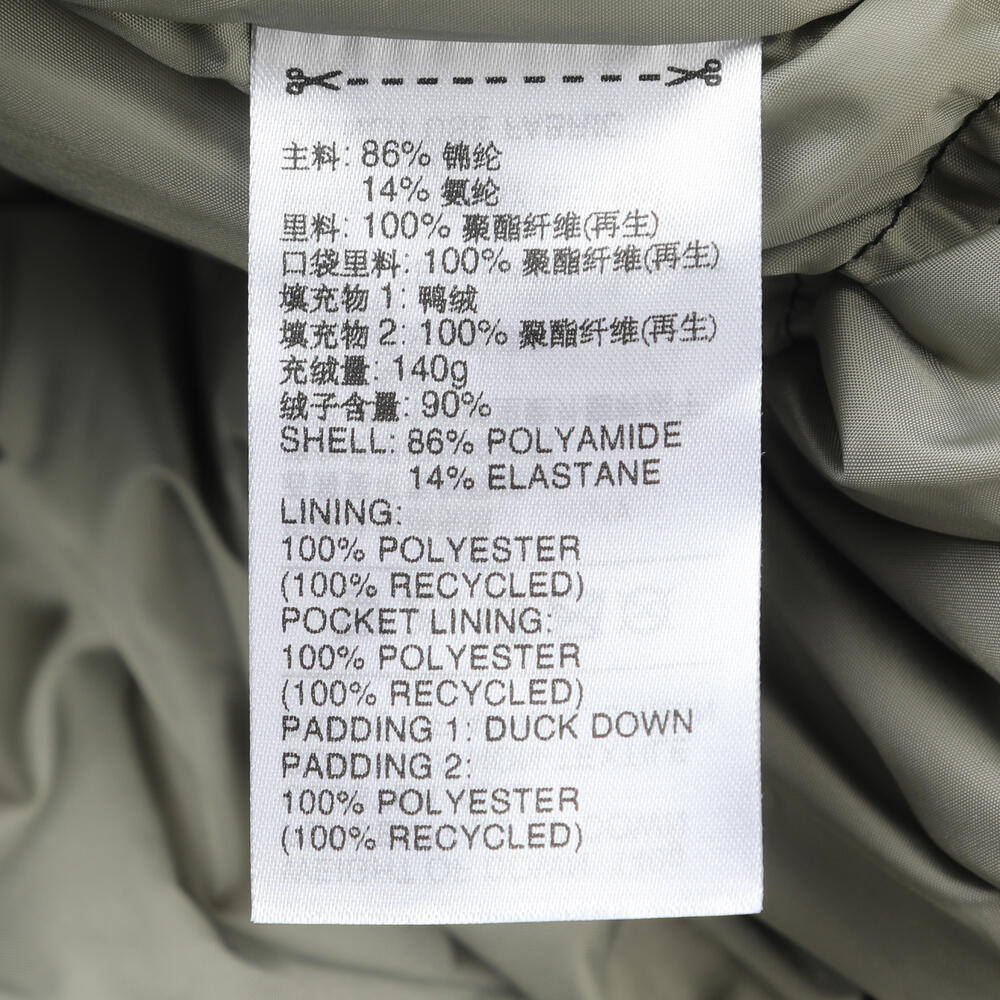 主料: 86% 锦纶
14% 氨纶
里料: 100% 聚酯纤维(再生)
口袋里料: 100% 聚酯纤维(再生)
填充物 1: 鸭绒
填充物 2: 100% 聚酯纤维(再生)
充绒量: 140g
绒子含量: 90%
SHELL: 86% POLYAMIDE
14% ELASTANE
LINING:
100% POLYESTER
(100% RECYCLED)
POCKET LINING:
100% POLYESTER
(100% RECYCLED)
PADDING 1: DUCK DOWN
PADDING 2:
100% POLYESTER
(100% RECYCLED)